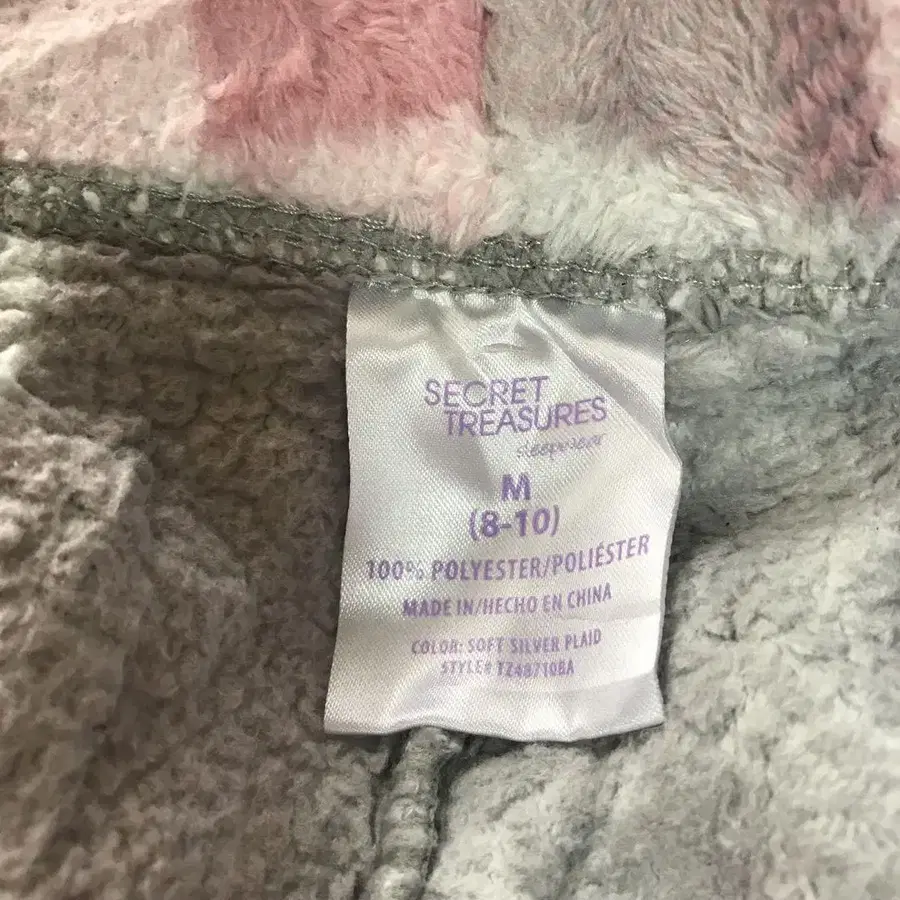 SECRET
TREASURES
sleepwear
M
(8-10)
100% POLYESTER/POLIÉSTER
MADE IN/HECHO EN CHINA
COLOR: SOFT SILVER PLAID
STYLE# TZ48710BA